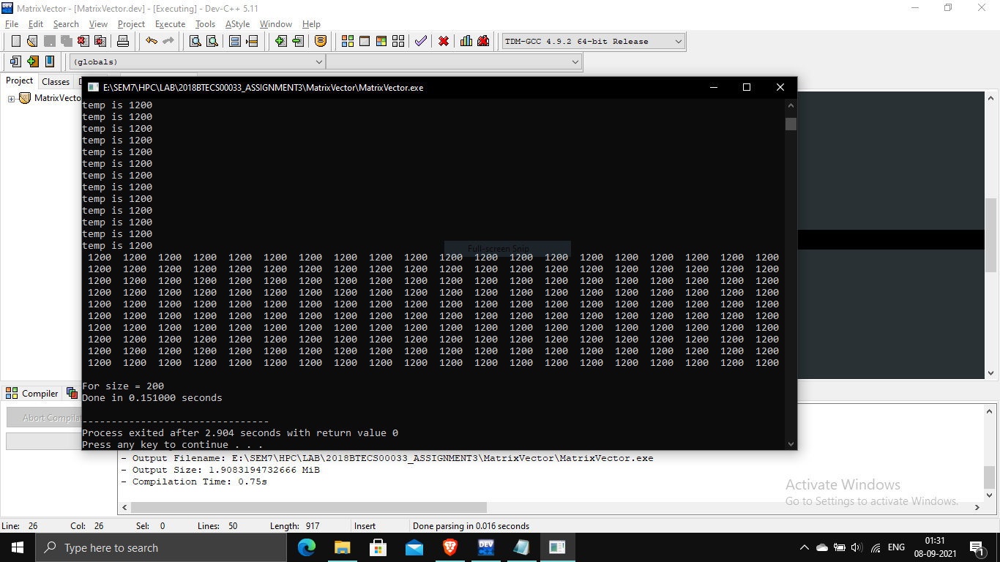 MatrixVector - [MatrixVector.dev] - [Executing] - Dev-C++ 5.11
File Edit Search View Project Execute Tools AStyle Window Help
TDM-GCC 4.9.2 64-bit Release
(globals)
Project Classes
MatrixVecto
E:\SEM7\HPC\LAB\2018BTECS00033_ASSIGNMENT3\MatrixVector\MatrixVector.exe
temp is 1200
temp is 1200
temp is 1200
temp is 1200
temp is 1200
temp is 1200
temp is 1200
temp is 1200
temp is 1200
temp is 1200
temp is 1200
temp is 1200
temp is 1200
Full-screen Snip
1200 1200 1200 1200 1200 1200 1200 1200 1200 1200 1200 1200 1200 1200 1200 1200 1200 1200 1200 1200
1200 1200 1200 1200 1200 1200 1200 1200 1200 1200 1200 1200 1200 1200 1200 1200 1200 1200 1200 1200
1200 1200 1200 1200 1200 1200 1200 1200 1200 1200 1200 1200 1200 1200 1200 1200 1200 1200 1200 1200
1200 1200 1200 1200 1200 1200 1200 1200 1200 1200 1200 1200 1200 1200 1200 1200 1200 1200 1200 1200
1200 1200 1200 1200 1200 1200 1200 1200 1200 1200 1200 1200 1200 1200 1200 1200 1200 1200 1200 1200
1200 1200 1200 1200 1200 1200 1200 1200 1200 1200 1200 1200 1200 1200 1200 1200 1200 1200 1200 1200
1200 1200 1200 1200 1200 1200 1200 1200 1200 1200 1200 1200 1200 1200 1200 1200 1200 1200 1200 1200
1200 1200 1200 1200 1200 1200 1200 1200 1200 1200 1200 1200 1200 1200 1200 1200 1200 1200 1200 1200
1200 1200 1200 1200 1200 1200 1200 1200 1200 1200 1200 1200 1200 1200 1200 1200 1200 1200 1200 1200
1200 1200 1200 1200 1200 1200 1200 1200 1200 1200 1200 1200 1200 1200 1200 1200 1200 1200 1200 1200
For size = 200
Done in 0.151000 seconds
--------------------------------
Process exited after 2.904 seconds with return value 0
Press any key to continue . . .
Compiler
Abort Compilat
- Output Filename: E:\SEM7\HPC\LAB\2018BTECS00033_ASSIGNMENT3\MatrixVector\MatrixVector.exe
- Output Size: 1.9083194732666 MiB
- Compilation Time: 0.75s
Activate Windows
Go to Settings to activate Windows.
Line: 26 Col: 26 Sel: 0 Lines: 50 Length: 917 Insert Done parsing in 0.016 seconds
Type here to search
DEV
ENG
01:31
08-09-2021
1